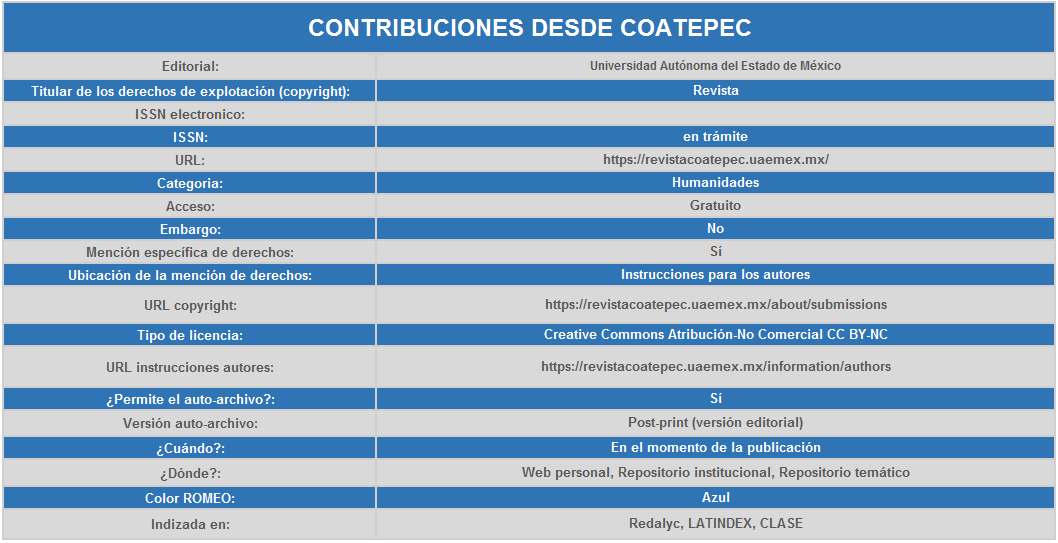 CONTRIBUCIONES DESDE COATEPEC
Editorial: Universidad Autónoma del Estado de México
Titular de los derechos de explotación (copyright): Revista
ISSN electronico:
ISSN: en trámite
URL: https://revistacoatepec.uaemex.mx/
Categoria: Humanidades
Acceso: Gratuito
Embargo: No
Mención específica de derechos: Sí
Ubicación de la mención de derechos: Instrucciones para los autores
URL copyright: https://revistacoatepec.uaemex.mx/about/submissions
Tipo de licencia: Creative Commons Atribución-No Comercial CC BY-NC
URL instrucciones autores: https://revistacoatepec.uaemex.mx/information/authors
¿Permite el auto-archivo?: Sí
Versión auto-archivo: Post-print (versión editorial)
¿Cuándo?: En el momento de la publicación
¿Dónde?: Web personal, Repositorio institucional, Repositorio temático
Color ROMEO: Azul
Indizada en: Redalyc, LATINDEX, CLASE